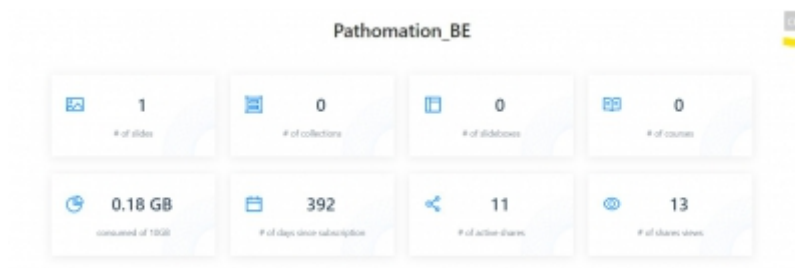 Pathomation_BE
1
# of slides
0
# of collections
0
# of slideboxes
0
# of courses
0.18 GB
consumed of 10GB
392
# of days since subscription
11
# of active shares
13
# of shares views